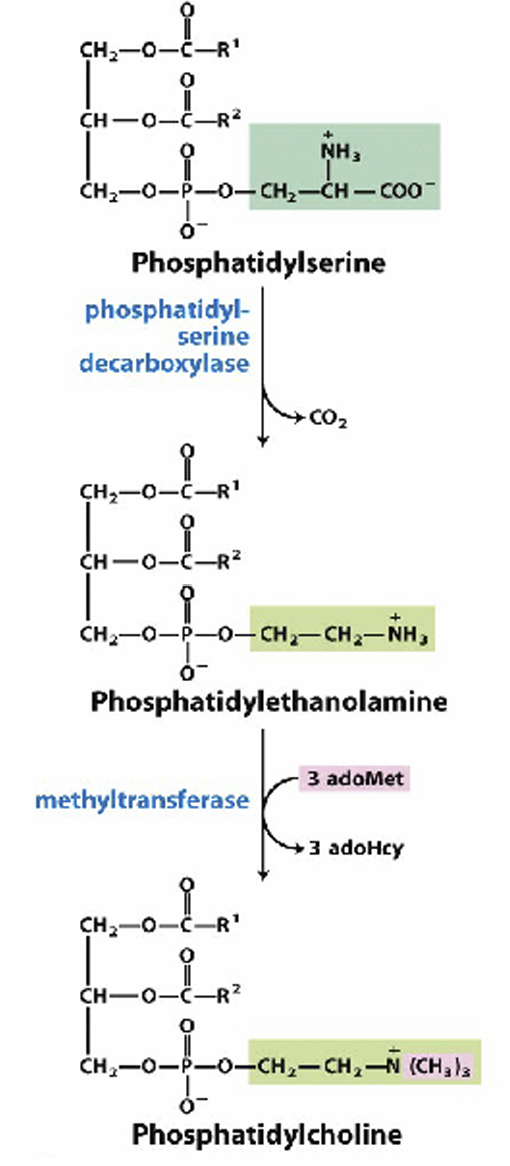 O
CH₂—O—C—R¹
O
CH—O—C—R²
O
+
NH₃
CH₂—O—P—O—CH₂—CH—COO⁻
O⁻
Phosphatidylserine
phosphatidyl-
serine
decarboxylase
CO₂
O
CH₂—O—C—R¹
O
CH—O—C—R²
O
+
CH₂—O—P—O—CH₂—CH₂—NH₃
O⁻
Phosphatidylethanolamine
3 adoMet
methyltransferase
3 adoHcy
O
CH₂—O—C—R¹
O
CH—O—C—R²
O
+
CH₂—O—P—O—CH₂—CH₂—N (CH₃)₃
O⁻
Phosphatidylcholine